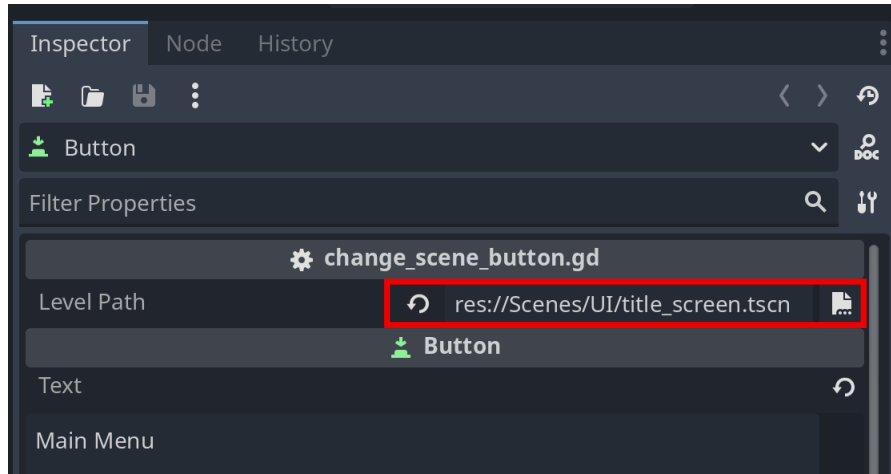 Inspector Node History
Button
DOC
Filter Properties
change_scene_button.gd
Level Path res://Scenes/UI/title_screen.tscn
Button
Text
Main Menu